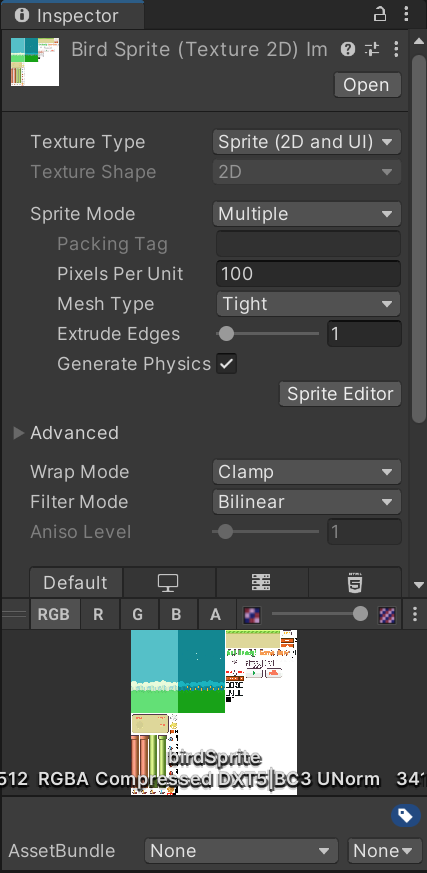 Inspector
Bird Sprite (Texture 2D) Im
Open
Texture Type Sprite (2D and UI)
Texture Shape 2D
Sprite Mode Multiple
Packing Tag
Pixels Per Unit 100
Mesh Type Tight
Extrude Edges 1
Generate Physics
Sprite Editor
Advanced
Wrap Mode Clamp
Filter Mode Bilinear
Aniso Level 1
Default
RGB R G B A
birdSprite
512 RGBA Compressed DXT5|BC3 UNorm 341
AssetBundle None None